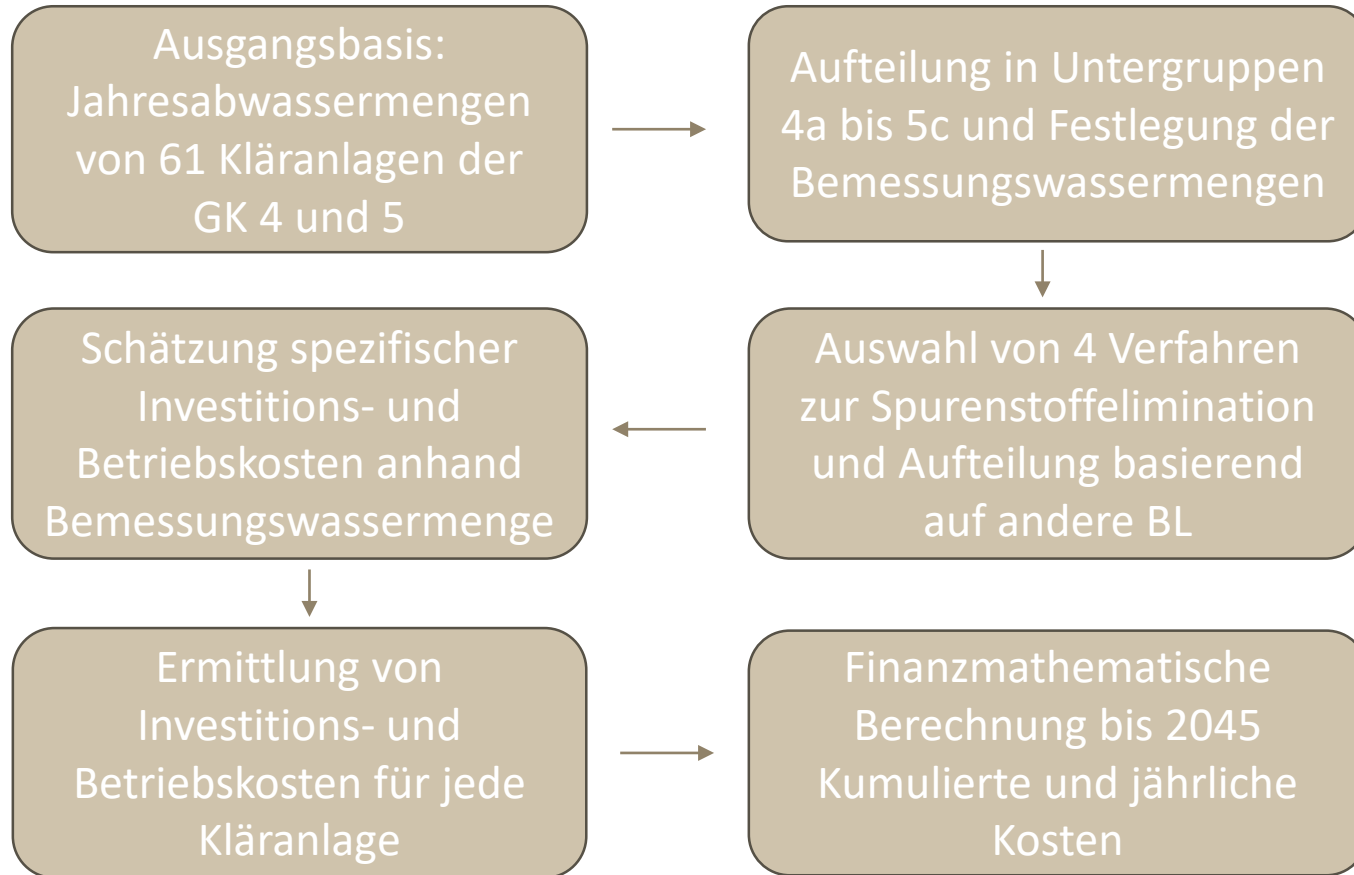 Ausgangsbasis:
Jahresabwassermengen
von 61 Kläranlagen der
GK 4 und 5
Aufteilung in Untergruppen
4a bis 5c und Festlegung der
Bemessungswassermengen
Auswahl von 4 Verfahren
zur Spurenstoffelimination
und Aufteilung basierend
auf andere BL
Schätzung spezifischer
Investitions- und
Betriebskosten anhand
Bemessungswassermenge
Ermittlung von
Investitions- und
Betriebskosten für jede
Kläranlage
Finanzmathematische
Berechnung bis 2045
Kumulierte und jährliche
Kosten